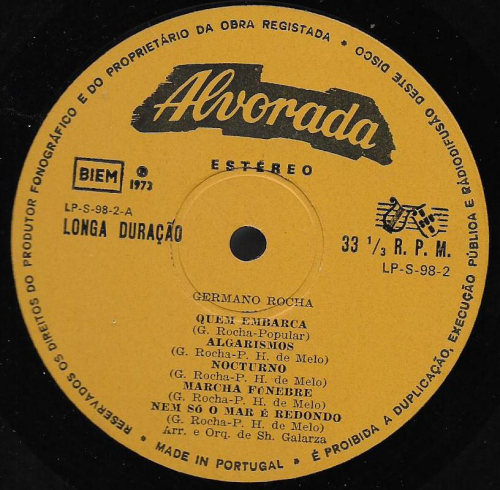 RESERVADOS OS DIREITOS DO PRODUTOR FONOGRÁFICO E DO PROPRIETÁRIO DA OBRA REGISTADA • É PROIBIDA A DUPLICAÇÃO, EXECUÇÃO PÚBLICA E RADIODIFUSÃO DESTE DISCO •
Alvorada
ESTÉREO
BIEM ℗ 1973
LP-S-98-2-A
LONGA DURAÇÃO
33 1/3 R. P. M.
LP-S-98-2
GERMANO ROCHA
QUEM EMBARCA
(G. Rocha-Popular)
ALGARISMOS
(G. Rocha-P. H. de Melo)
NOCTURNO
(G. Rocha-P. H. de Melo)
MARCHA FÚNEBRE
(G. Rocha-P. H. de Melo)
NEM SÓ O MAR É REDONDO
(G. Rocha-P. H. de Melo)
Arr. e Orq. de Sh. Galarza
• MADE IN PORTUGAL •